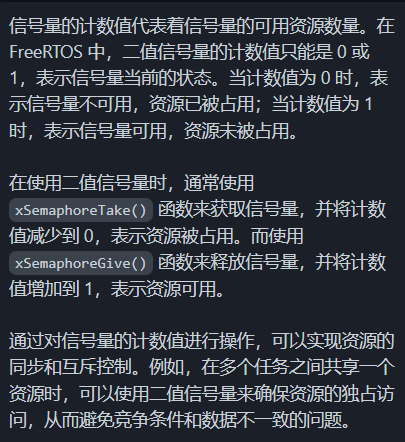 信号量的计数值代表着信号量的可用资源数量。在
FreeRTOS 中，二值信号量的计数值只能是 0 或
1，表示信号量当前的状态。当计数值为 0 时，表
示信号量不可用，资源已被占用；当计数值为 1
时，表示信号量可用，资源未被占用。
在使用二值信号量时，通常使用
xSemaphoreTake() 函数来获取信号量，并将计数
值减少到 0，表示资源被占用。而使用
xSemaphoreGive() 函数来释放信号量，并将计数
值增加到 1，表示资源可用。
通过对信号量的计数值进行操作，可以实现资源的
同步和互斥控制。例如，在多个任务之间共享一个
资源时，可以使用二值信号量来确保资源的独占访
问，从而避免竞争条件和数据不一致的问题。